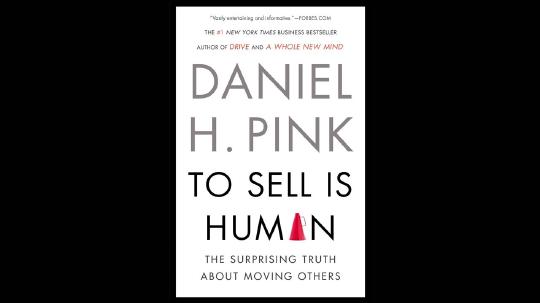 "Vastly entertaining and informative."—FORBES.COM
THE #1 NEW YORK TIMES BUSINESS BESTSELLER
AUTHOR OF DRIVE AND A WHOLE NEW MIND
DANIEL
H. PINK
TO SELL IS
HUMAN
THE SURPRISING TRUTH
ABOUT MOVING OTHERS